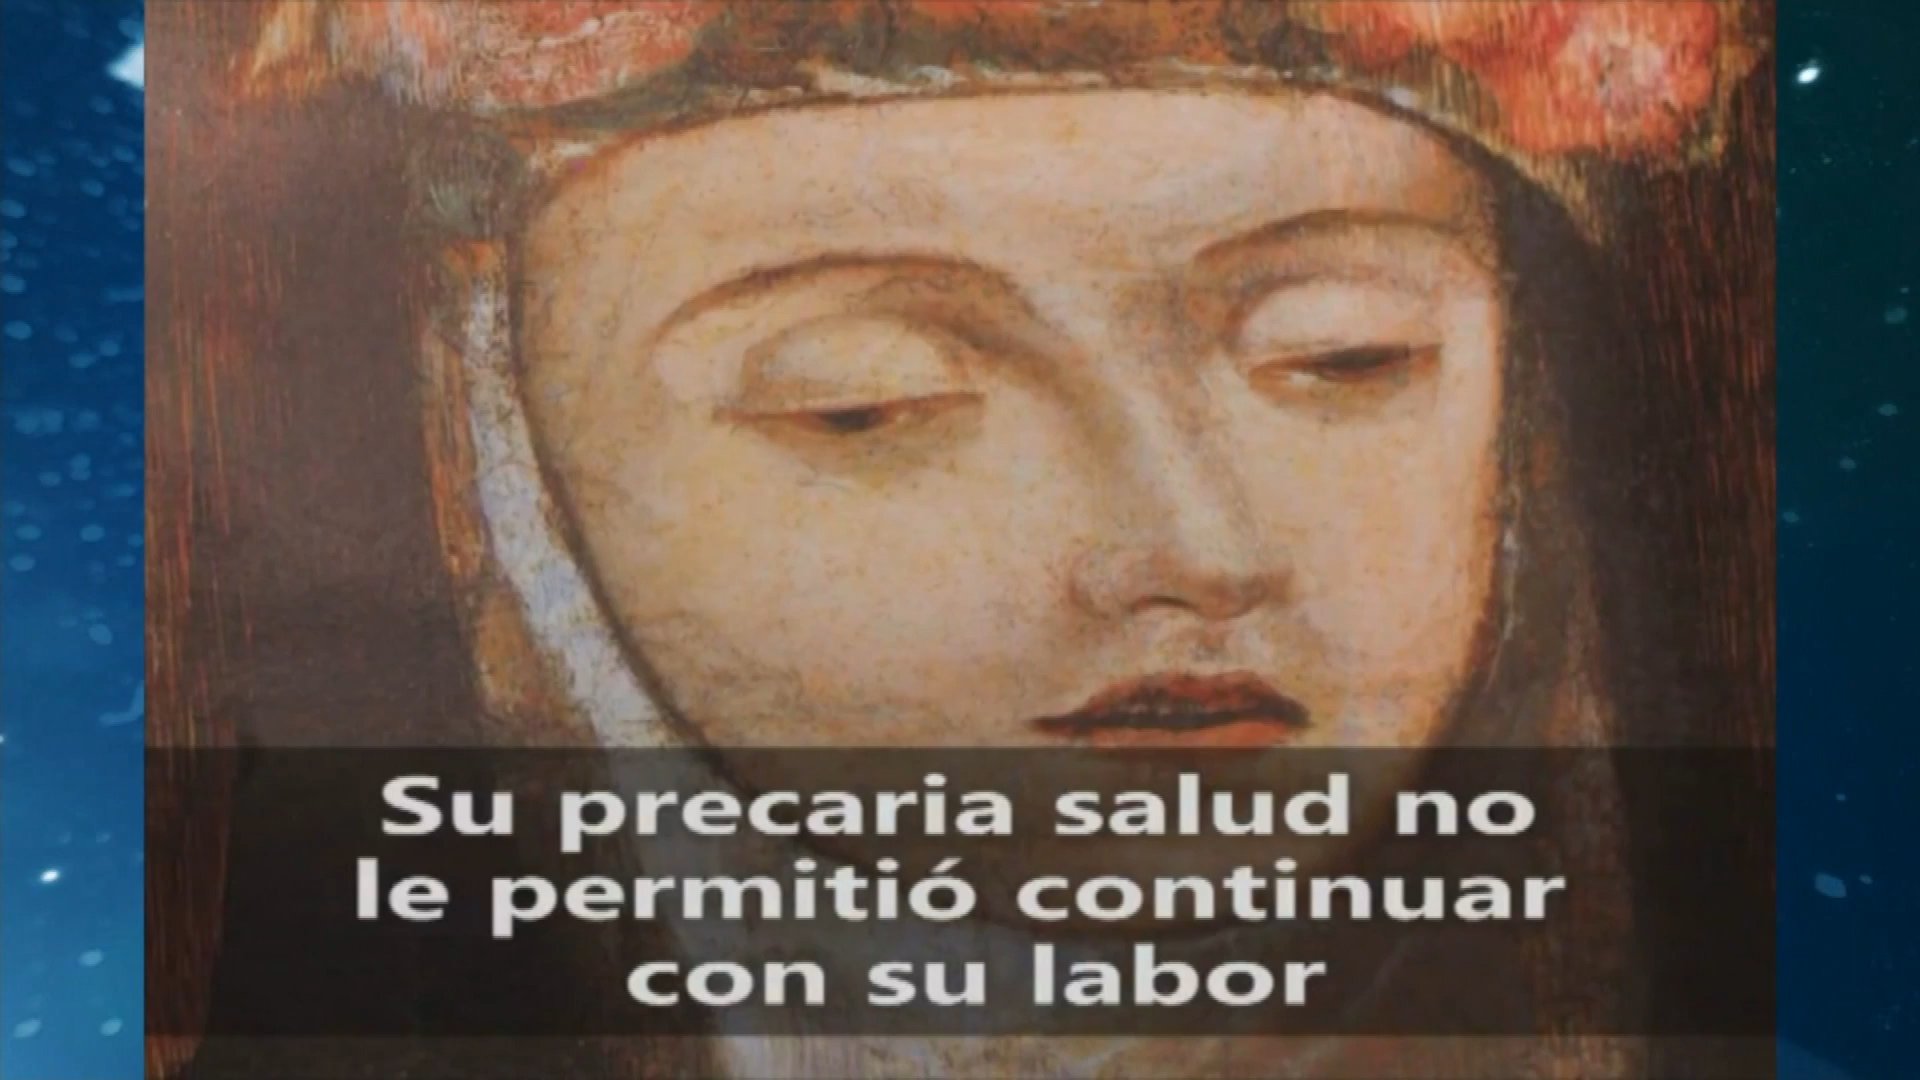 Su precaria salud no
le permitió continuar
con su labor